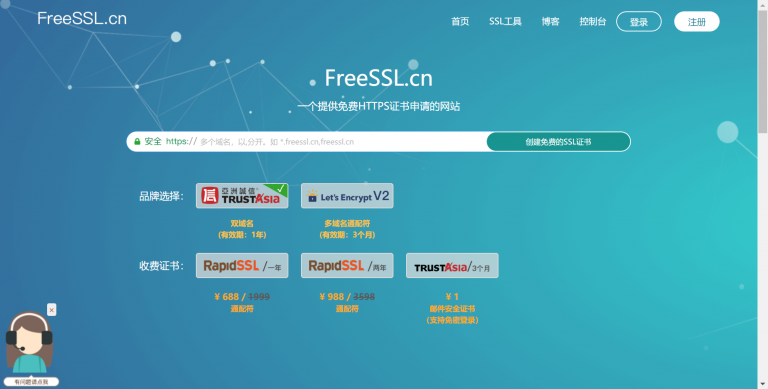 FreeSSL.cn
首页 SSL工具 博客 控制台 登录 注册
FreeSSL.cn
一个提供免费HTTPS证书申请的网站
安全 https:// 多个域名，以,分开。如 *.freessl.cn,freessl.cn 创建免费的SSL证书
品牌选择： 亞洲誠信 TRUSTAsia Let's Encrypt V2
双域名 多域名通配符
(有效期：1年) (有效期：3个月)
收费证书： RapidSSL /一年 RapidSSL /两年 TRUSTAsia/3个月
¥ 688 / 1999 ¥ 988 / 3598 ¥ 1
通配符 通配符 邮件安全证书
(支持免密登录)
有问题请点我